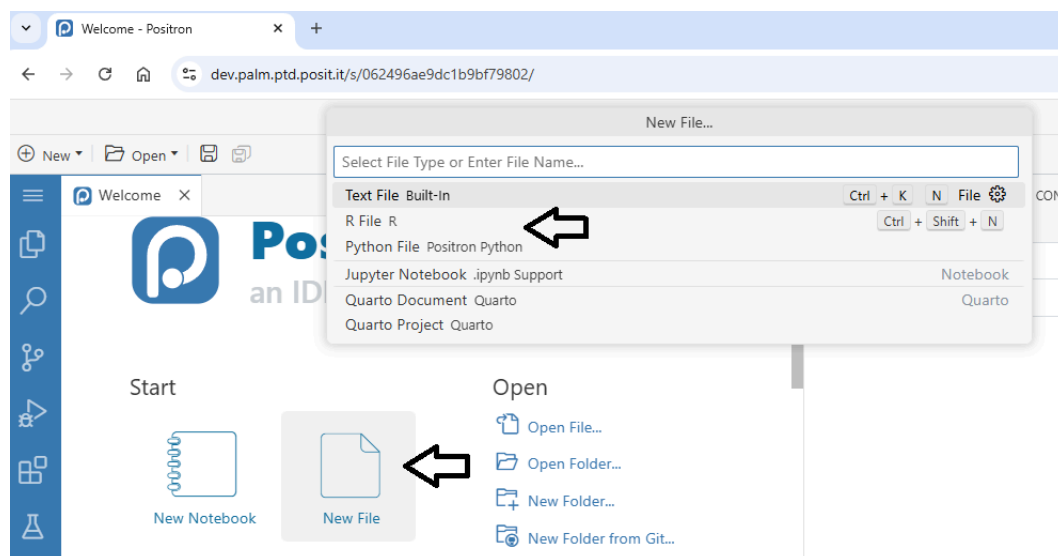 Welcome - Positron
dev.palm.ptd.posit.it/s/062496ae9dc1b9bf79802/
New File...
New Open
Select File Type or Enter File Name...
Welcome
Text File Built-In Ctrl + K N File
CON
R File R Ctrl + Shift + N
Python File Positron Python
Jupyter Notebook .ipynb Support Notebook
Quarto Document Quarto Quarto
Quarto Project Quarto
Pos
an IDE
Start
Open
Open File...
Open Folder...
New Folder...
New Folder from Git...
New Notebook
New File